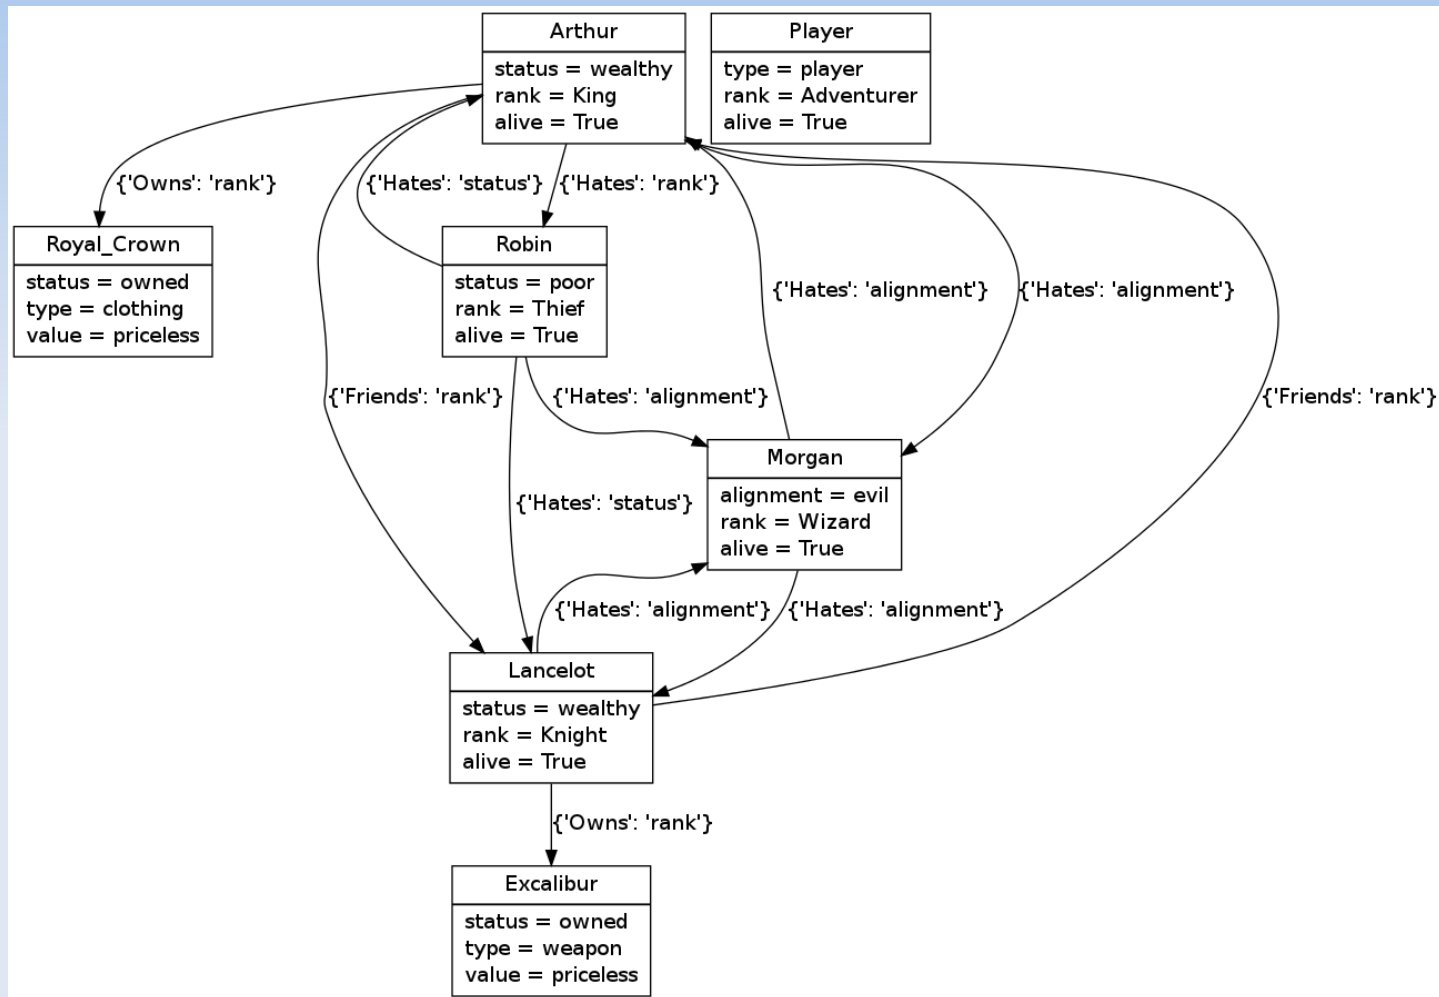 Arthur
status = wealthy
rank = King
alive = True
Player
type = player
rank = Adventurer
alive = True
{'Owns': 'rank'}
{'Hates': 'status'}
{'Hates': 'rank'}
Royal_Crown
status = owned
type = clothing
value = priceless
Robin
status = poor
rank = Thief
alive = True
{'Hates': 'alignment'}
{'Hates': 'alignment'}
{'Friends': 'rank'}
{'Hates': 'alignment'}
{'Friends': 'rank'}
Morgan
alignment = evil
rank = Wizard
alive = True
{'Hates': 'status'}
{'Hates': 'alignment'}
{'Hates': 'alignment'}
Lancelot
status = wealthy
rank = Knight
alive = True
{'Owns': 'rank'}
Excalibur
status = owned
type = weapon
value = priceless